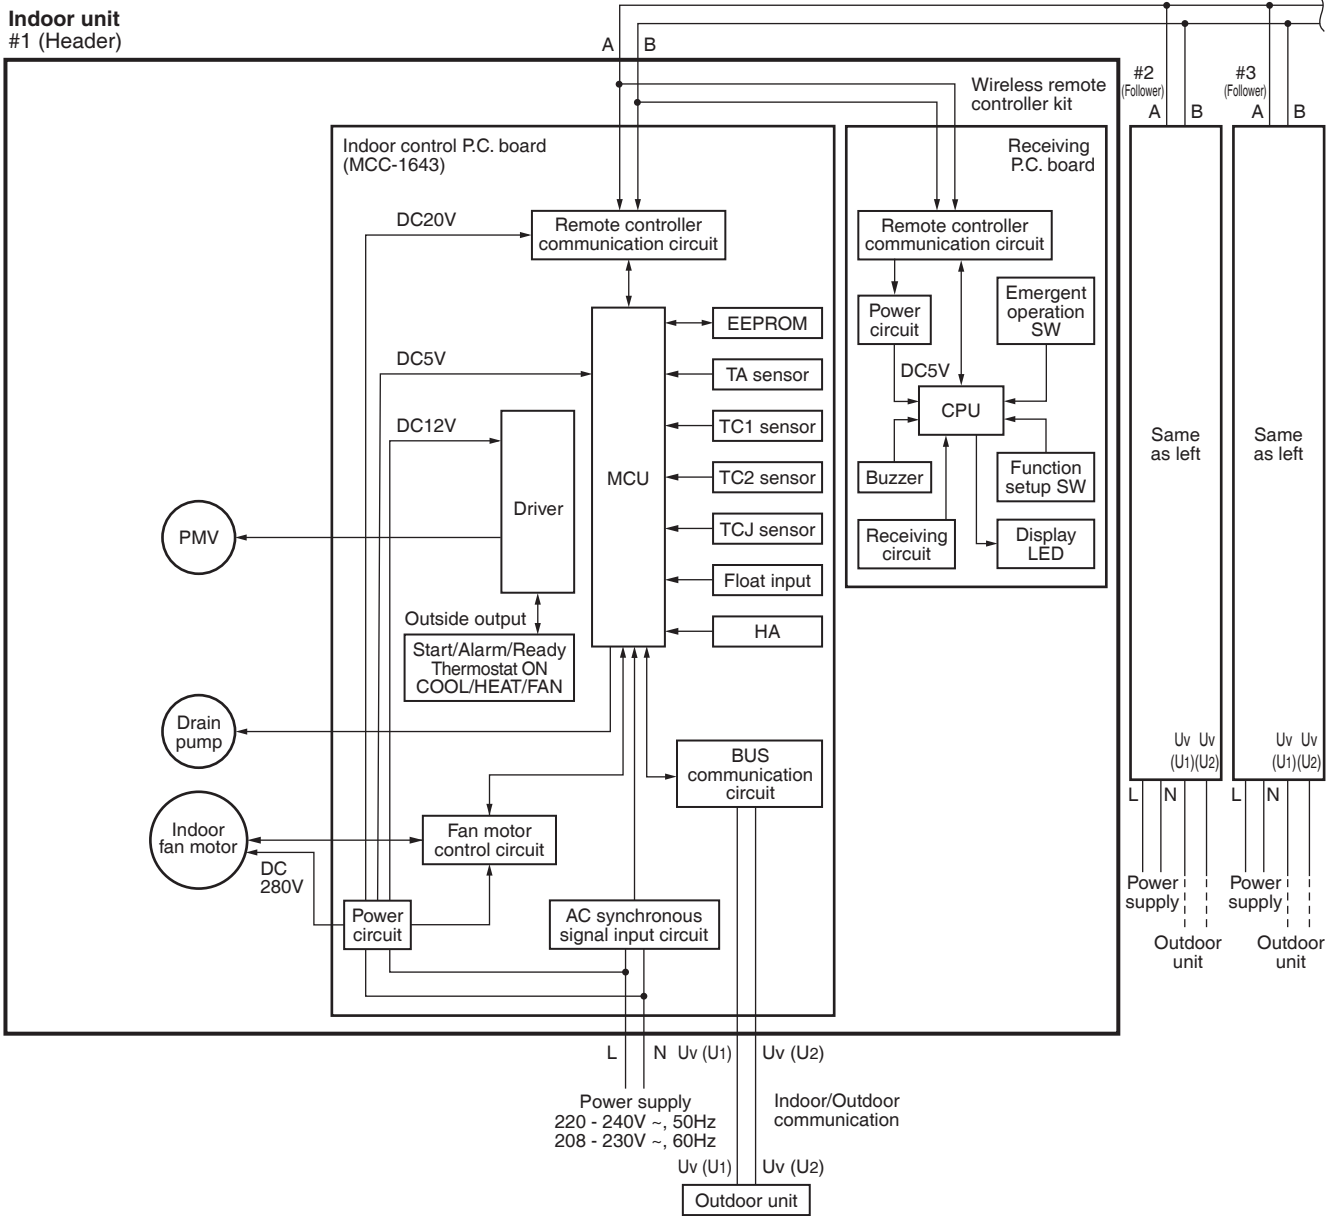 Indoor unit
#1 (Header)
A
B
Wireless remote
controller kit
#2
(Follower)
A
B
#3
(Follower)
A
B
Indoor control P.C. board
(MCC-1643)
Receiving
P.C. board
DC20V
Remote controller
communication circuit
Remote controller
communication circuit
EEPROM
Power
circuit
Emergent
operation
SW
DC5V
TA sensor
DC5V
CPU
DC12V
TC1 sensor
MCU
TC2 sensor
Buzzer
Function
setup SW
Same
as left
Same
as left
Driver
PMV
TCJ sensor
Receiving
circuit
Display
LED
Float input
Outside output
HA
Start/Alarm/Ready
Thermostat ON
COOL/HEAT/FAN
Drain
pump
BUS
communication
circuit
Uv Uv
(U1)(U2)
Uv Uv
(U1)(U2)
L
N
L
N
Indoor
fan motor
Fan motor
control circuit
DC
280V
Power
supply
Power
supply
Power
circuit
AC synchronous
signal input circuit
Outdoor
unit
Outdoor
unit
L
N
Uv (U1)
Uv (U2)
Power supply
220 - 240V ~, 50Hz
208 - 230V ~, 60Hz
Indoor/Outdoor
communication
Uv (U1)
Uv (U2)
Outdoor unit